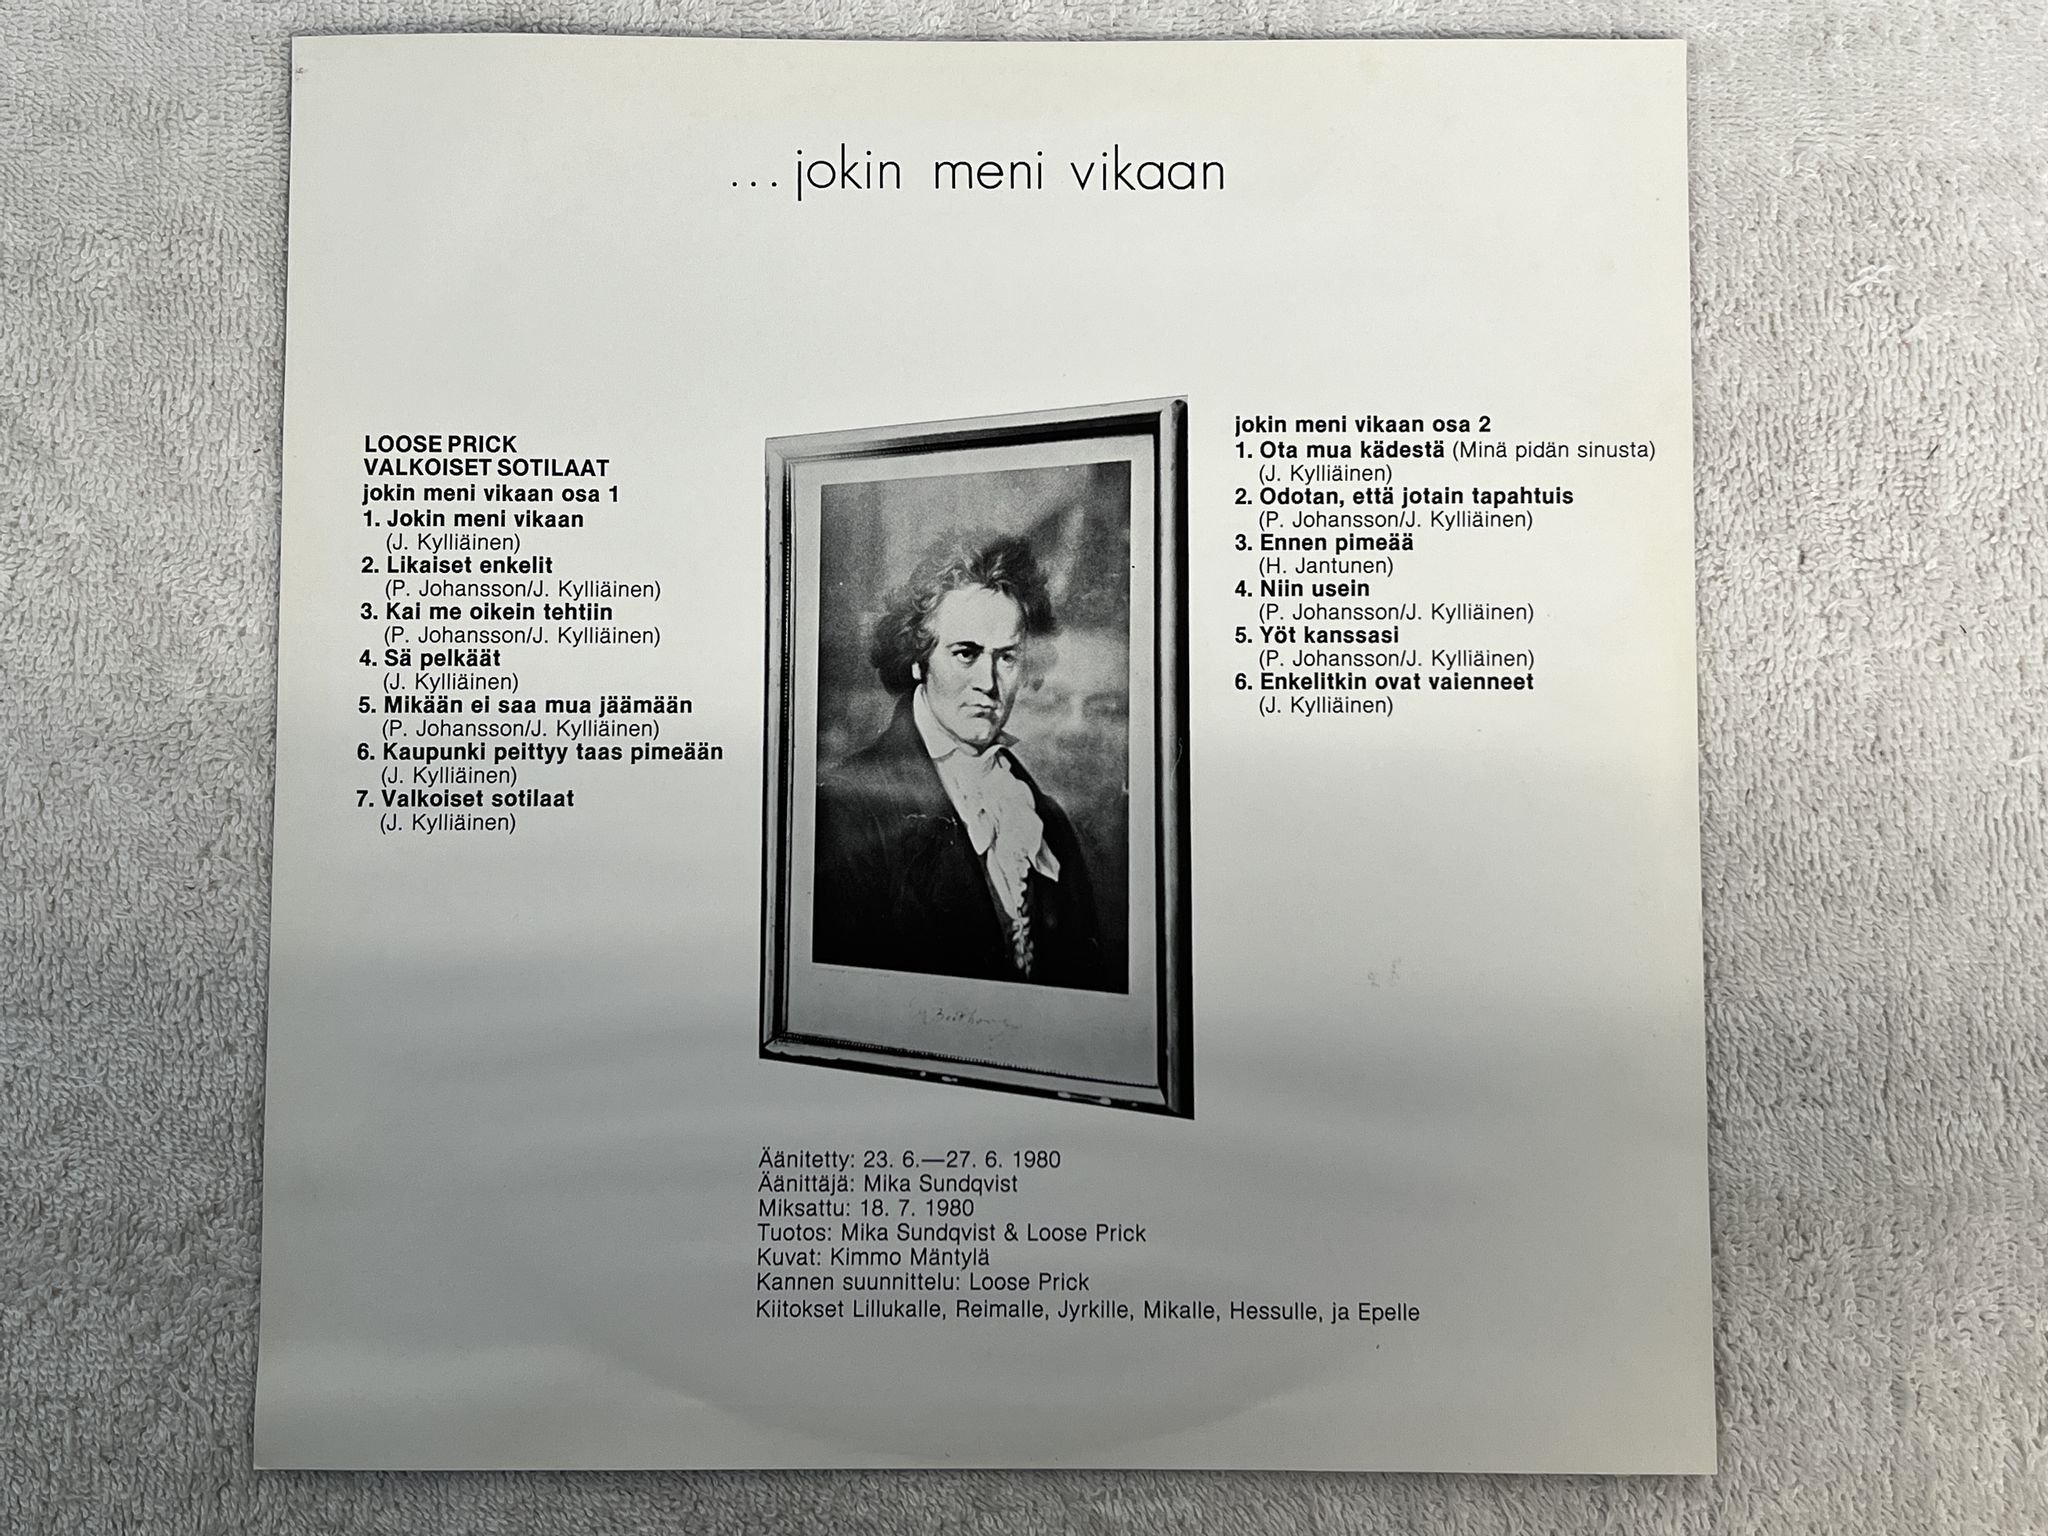 ...jokin meni vikaan
LOOSE PRICK
VALKOISET SOTILAAT
jokin meni vikaan osa 1
1. Jokin meni vikaan
(J. Kylliäinen)
2. Likaiset enkelit
(P. Johansson/J. Kylliäinen)
3. Kai me oikein tehtiin
(P. Johansson/J. Kylliäinen)
4. Sä pelkäät
(J. Kylliäinen)
5. Mikään ei saa mua jäämään
(P. Johansson/J. Kylliäinen)
6. Kaupunki peittyy taas pimeään
(J. Kylliäinen)
7. Valkoiset sotilaat
(J. Kylliäinen)
jokin meni vikaan osa 2
1. Ota mua kädestä (Minä pidän sinusta)
(J. Kylliäinen)
2. Odotan, että jotain tapahtuis
(P. Johansson/J. Kylliäinen)
3. Ennen pimeää
(H. Jantunen)
4. Niin usein
(P. Johansson/J. Kylliäinen)
5. Yöt kanssasi
(P. Johansson/J. Kylliäinen)
6. Enkelitkin ovat vaienneet
(J. Kylliäinen)
Äänitetty: 23. 6.—27. 6. 1980
Äänittäjä: Mika Sundqvist
Miksattu: 18. 7. 1980
Tuotos: Mika Sundqvist & Loose Prick
Kuvat: Kimmo Mäntylä
Kannen suunnittelu: Loose Prick
Kiitokset Lillukalle, Reimalle, Jyrkille, Mikalle, Hessulle, ja Epelle